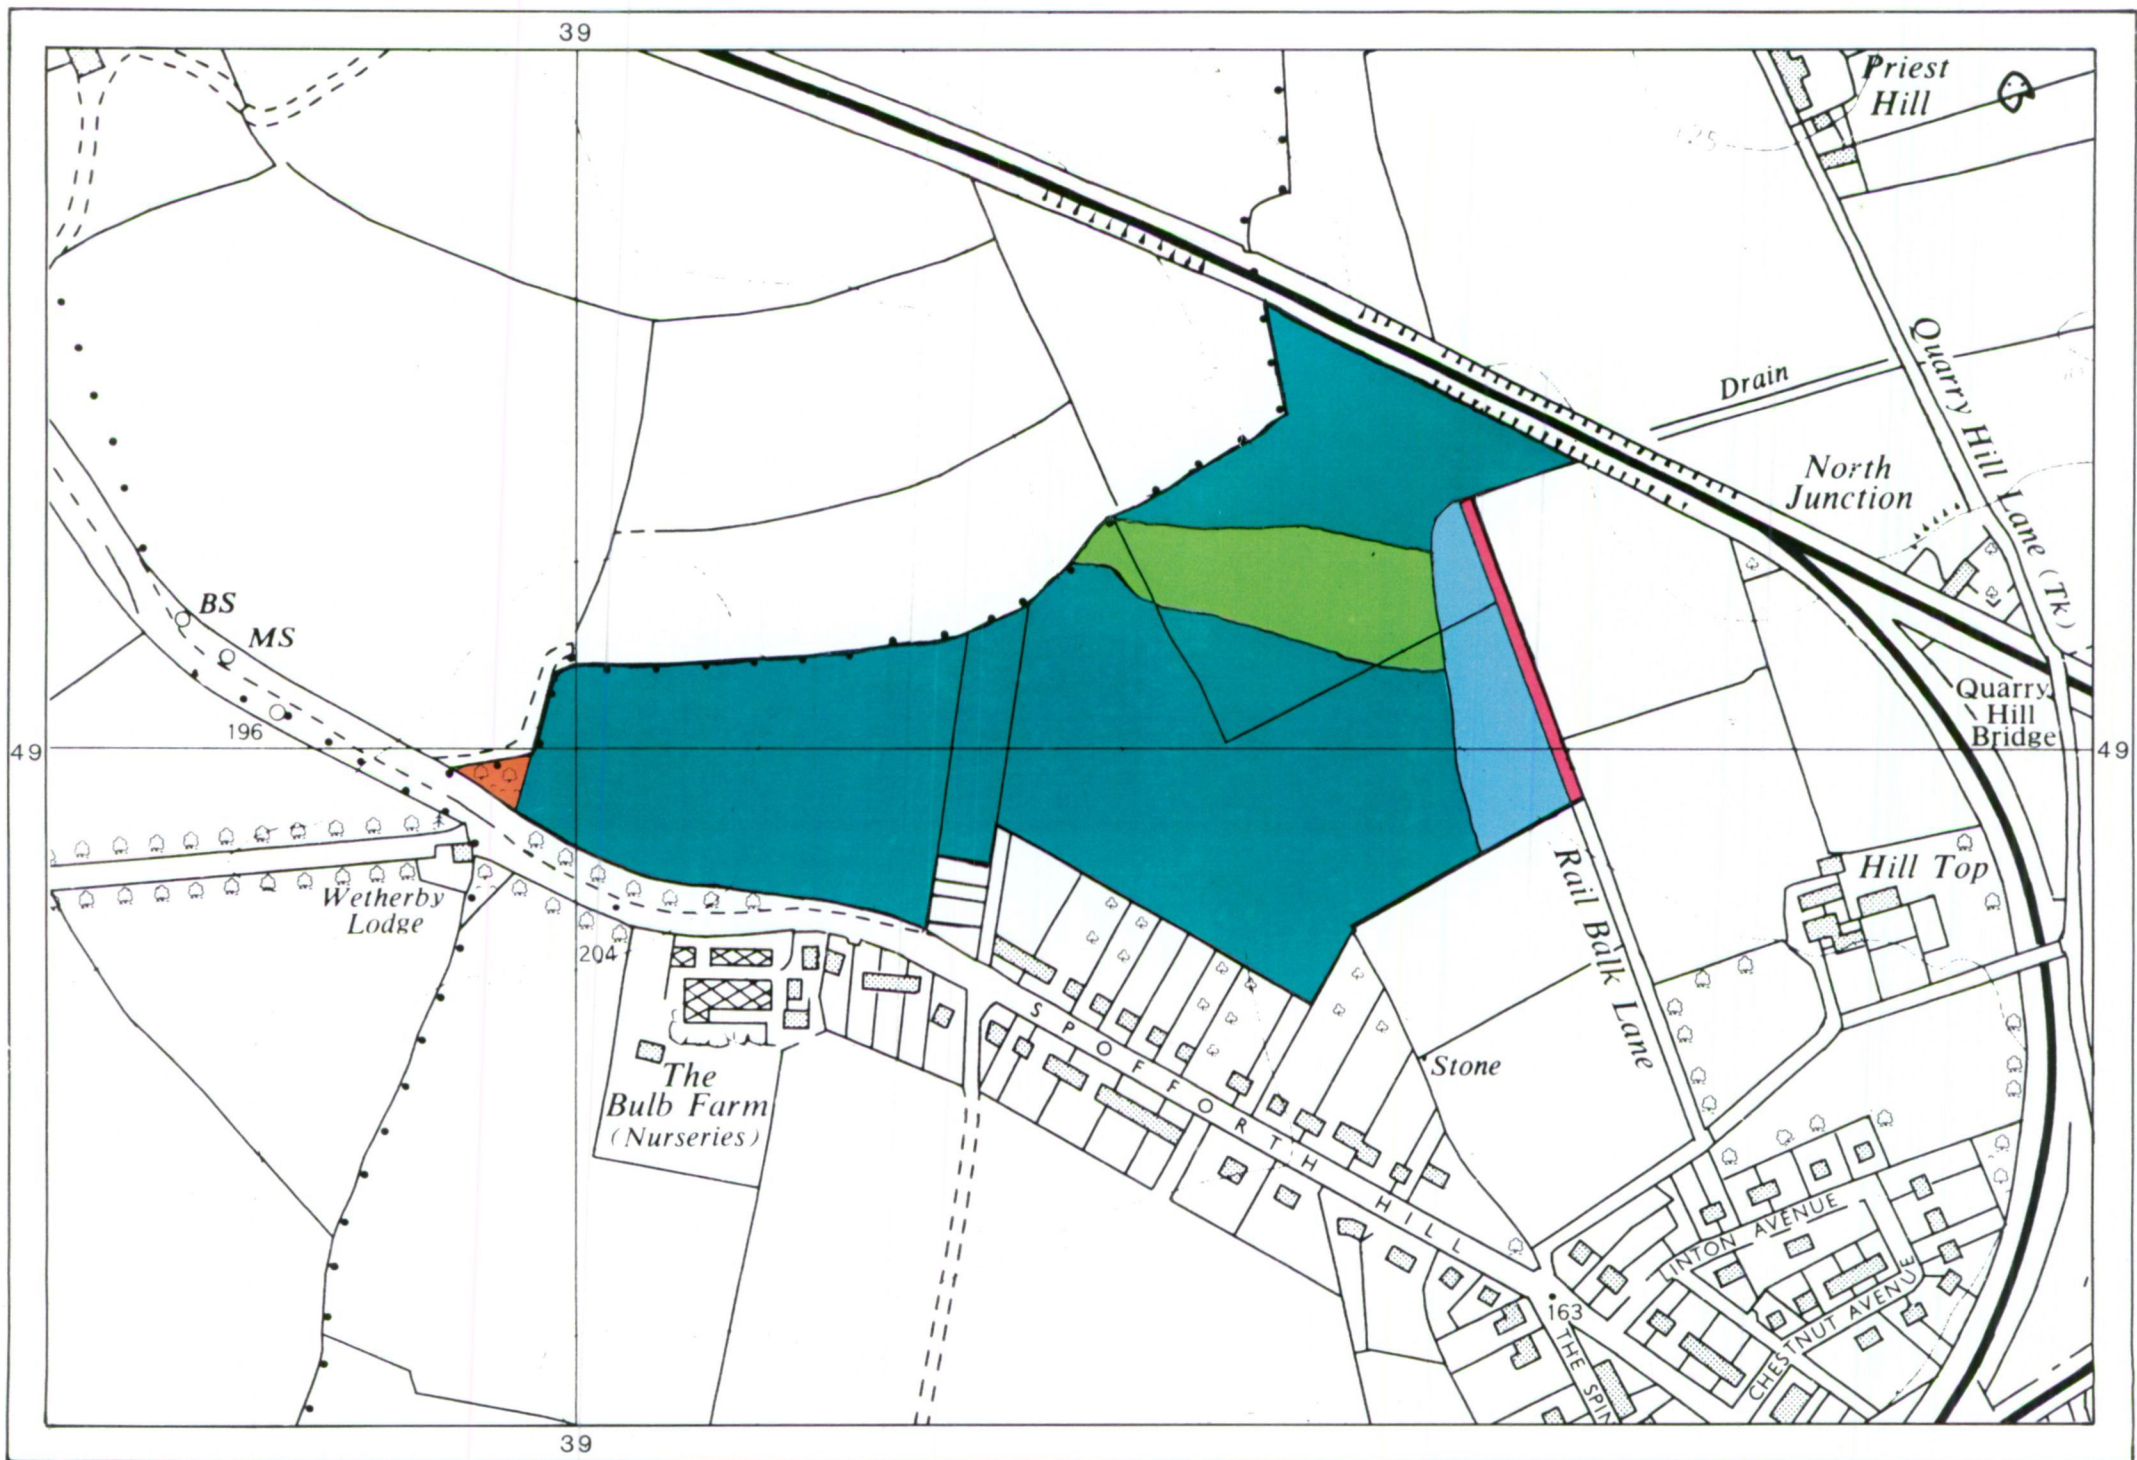 39
Priest
Hill
125
Quarry Hill Lane (Tk)
Drain
North
Junction
BS
MS
196
49
49
Quarry
Hill
Bridge
Wetherby
Lodge
204
Rail Balk Lane
Hill Top
The
Bulb Farm
(Nurseries)
SPOFFORTH HILL
Stone
INTON AVENUE
CHESTNUT AVENUE
163
THE SPIN
39